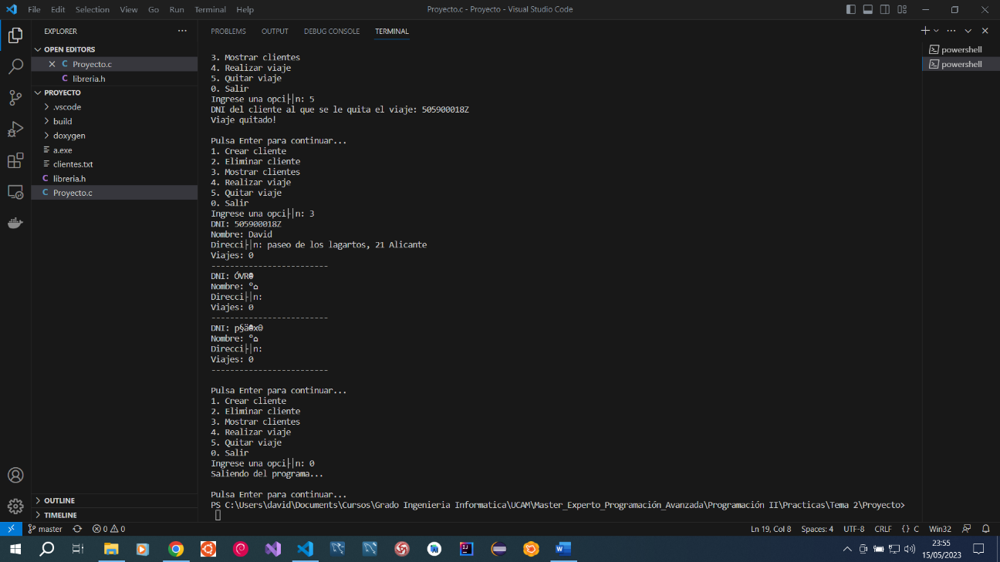 File Edit Selection View Go Run Terminal Help
Proyecto.c - Proyecto - Visual Studio Code
EXPLORER
OPEN EDITORS
C Proyecto.c
C libreria.h
PROYECTO
.vscode
build
doxygen
a.exe
clientes.txt
C libreria.h
C Proyecto.c
OUTLINE
TIMELINE
PROBLEMS OUTPUT DEBUG CONSOLE TERMINAL
powershell
powershell
3. Mostrar clientes
4. Realizar viaje
5. Quitar viaje
0. Salir
Ingrese una opci├│n: 5
DNI del cliente al que se le quita el viaje: 505900018Z
Viaje quitado!
Pulsa Enter para continuar...
1. Crear cliente
2. Eliminar cliente
3. Mostrar clientes
4. Realizar viaje
5. Quitar viaje
0. Salir
Ingrese una opci├│n: 3
DNI: 505900018Z
Nombre: David
Direcci├│n: paseo de los lagartos, 21 Alicante
Viajes: 0
-------------------------
DNI: ÓVR☻
Nombre: º⌂
Direcci├│n:
Viajes: 0
-------------------------
DNI: p§ä☻x☺
Nombre: º⌂
Direcci├│n:
Viajes: 0
-------------------------
Pulsa Enter para continuar...
1. Crear cliente
2. Eliminar cliente
3. Mostrar clientes
4. Realizar viaje
5. Quitar viaje
0. Salir
Ingrese una opci├│n: 0
Saliendo del programa...
Pulsa Enter para continuar...
PS C:\Users\david\Documents\Cursos\Grado Ingenieria Informatica\UCAM\Master_Experto_Programación_Avanzada\Programación II\Practicas\Tema 2\Proyecto>
master 0 0 Ln 19, Col 8 Spaces: 4 UTF-8 CRLF {} C Win32
23:55
15/05/2023